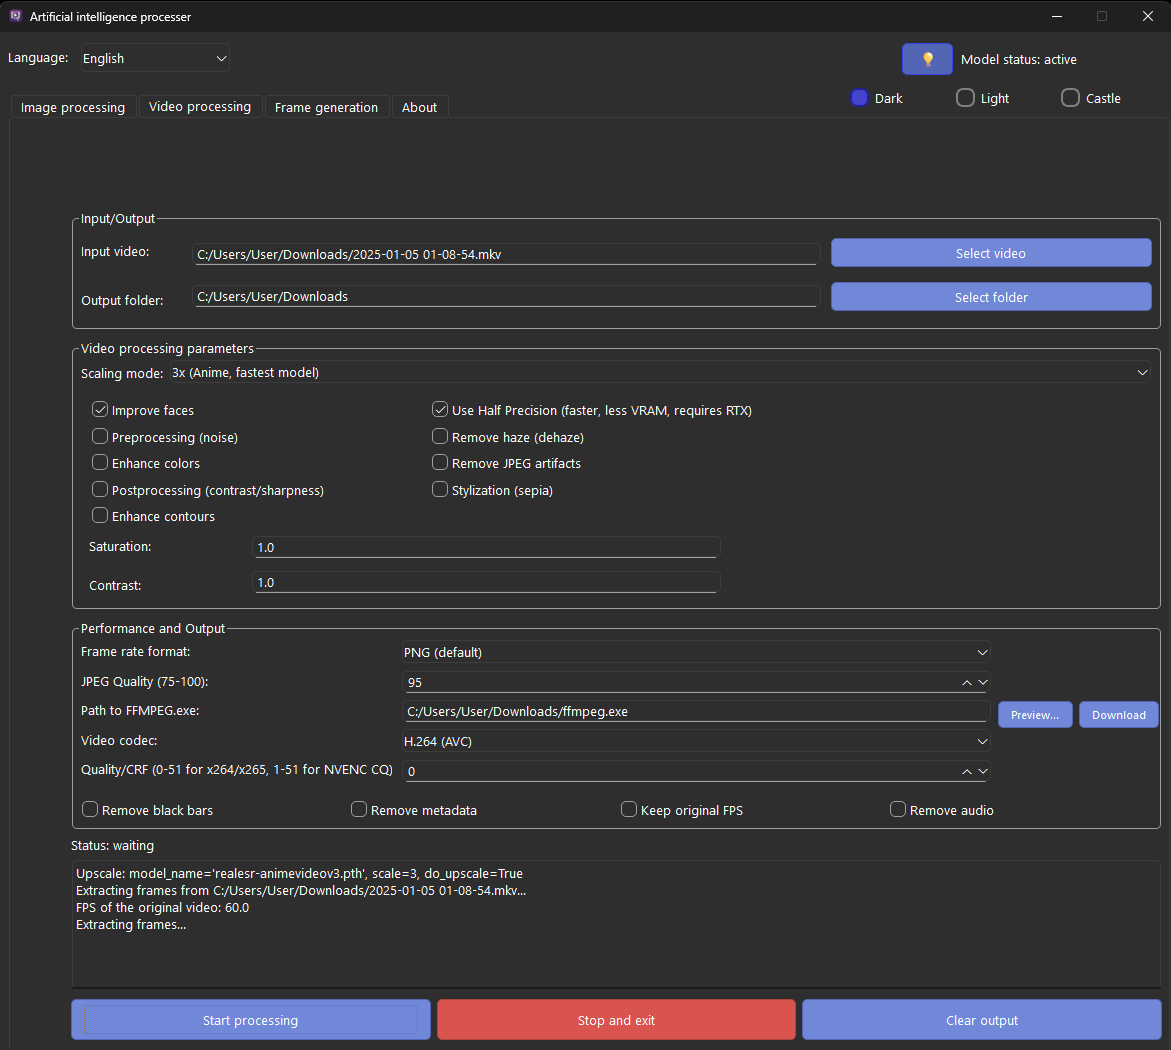 Artificial intelligence processer
Language: English
Model status: active
Image processing Video processing Frame generation About
Dark Light Castle
Input/Output
Input video: C:/Users/User/Downloads/2025-01-05 01-08-54.mkv Select video
Output folder: C:/Users/User/Downloads Select folder
Video processing parameters
Scaling mode: 3x (Anime, fastest model)
Improve faces Use Half Precision (faster, less VRAM, requires RTX)
Preprocessing (noise) Remove haze (dehaze)
Enhance colors Remove JPEG artifacts
Postprocessing (contrast/sharpness) Stylization (sepia)
Enhance contours
Saturation: 1.0
Contrast: 1.0
Performance and Output
Frame rate format: PNG (default)
JPEG Quality (75-100): 95
Path to FFMPEG.exe: C:/Users/User/Downloads/ffmpeg.exe Preview... Download
Video codec: H.264 (AVC)
Quality/CRF (0-51 for x264/x265, 1-51 for NVENC CQ) 0
Remove black bars Remove metadata Keep original FPS Remove audio
Status: waiting
Upscale: model_name='realesr-animevideov3.pth', scale=3, do_upscale=True
Extracting frames from C:/Users/User/Downloads/2025-01-05 01-08-54.mkv...
FPS of the original video: 60.0
Extracting frames...
Start processing Stop and exit Clear output